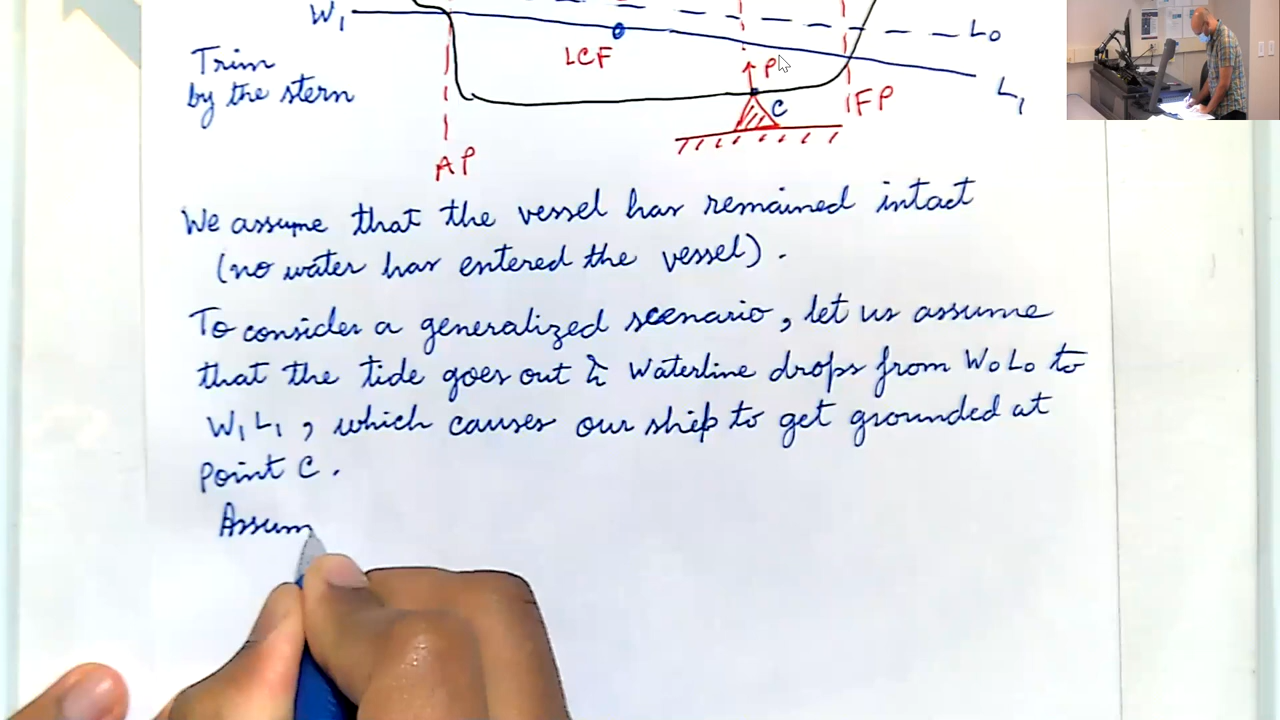 W₁
L₀
Trim
LCF
P
by the stern
C
FP
L₁
AP
We assume that the vessel has remained intact
(no water has entered the vessel).
To consider a generalized scenario, let us assume
that the tide goes out & waterline drops from W₀L₀ to
W₁L₁, which causes our ship to get grounded at
Point C.
Assum